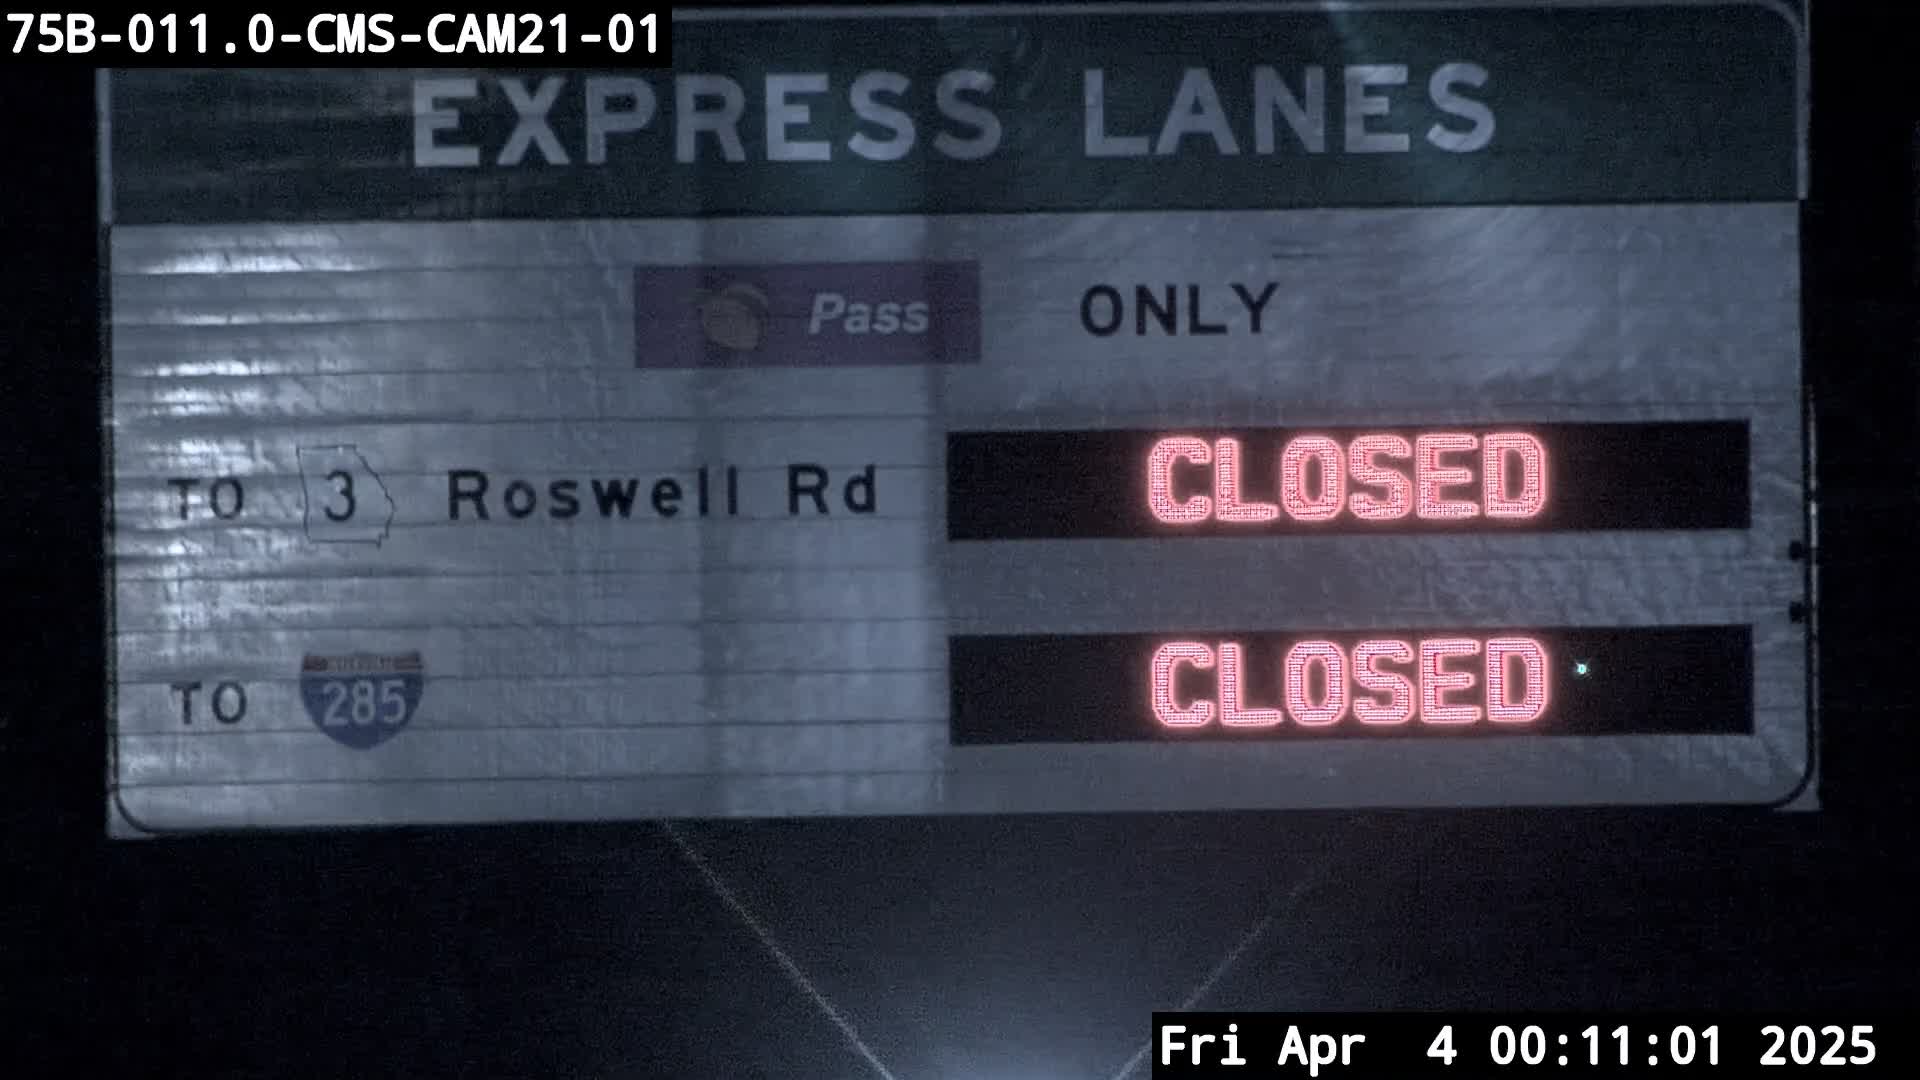 75B-011.0-CMS-CAM21-01
EXPRESS LANES
Pass ONLY
TO 3 Roswell Rd CLOSED
TO 285 CLOSED
Fri Apr 4 00:11:01 2025